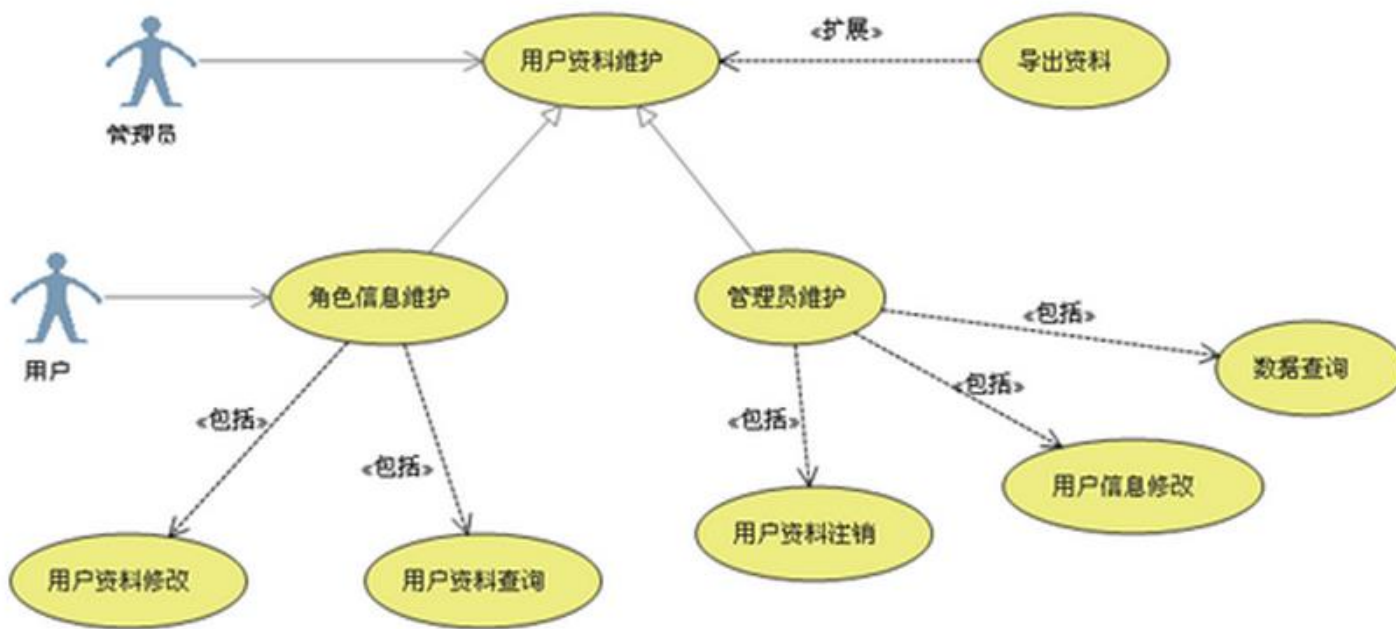 «扩展»
用户资料维护
导出资料
管理员
角色信息维护
管理员维护
«包括»
数据查询
用户
«包括»
«包括»
«包括»
«包括»
用户信息修改
用户资料注销
用户资料修改
用户资料查询